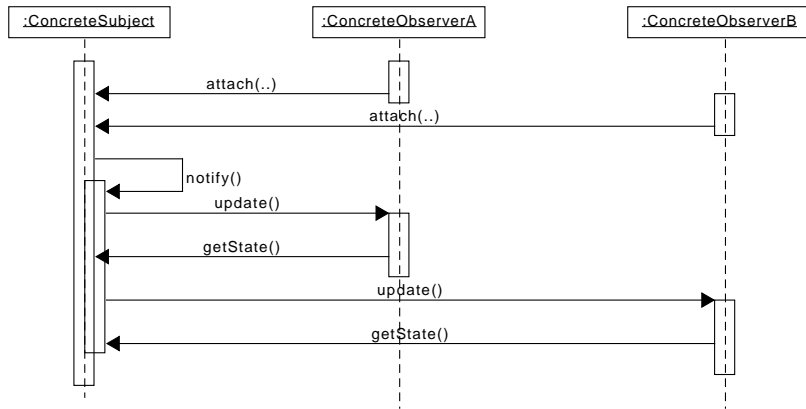 :ConcreteSubject
:ConcreteObserverA
:ConcreteObserverB
attach(..)
attach(..)
notify()
update()
getState()
update()
getState()